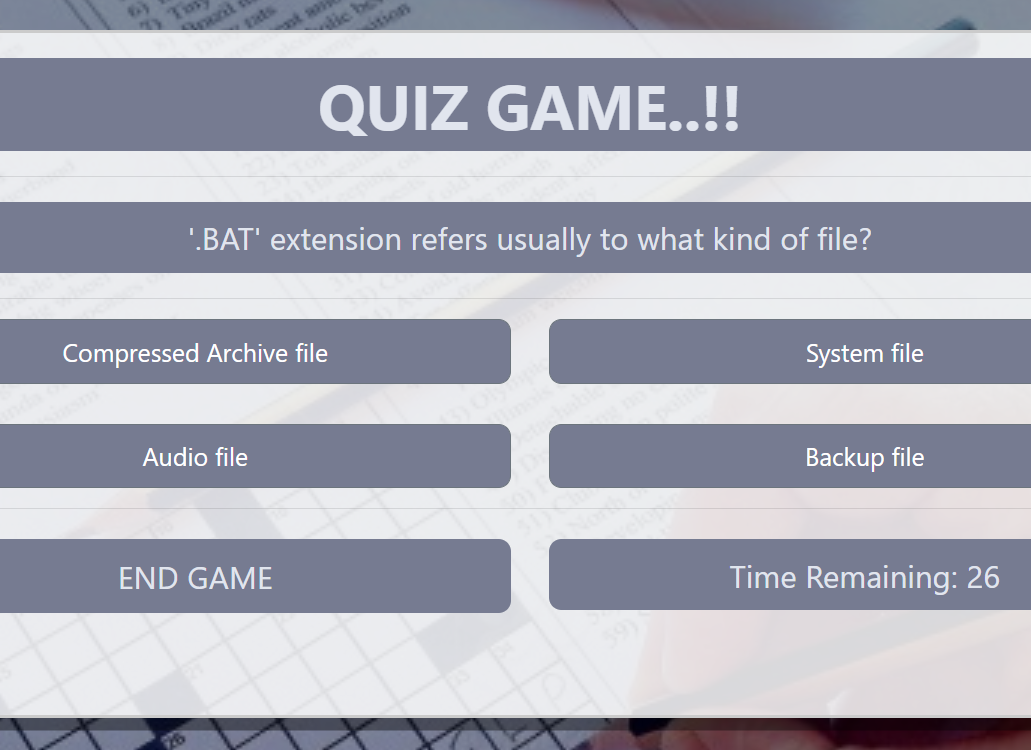 QUIZ GAME..!!
'.BAT' extension refers usually to what kind of file?
Compressed Archive file
System file
Audio file
Backup file
END GAME
Time Remaining: 26